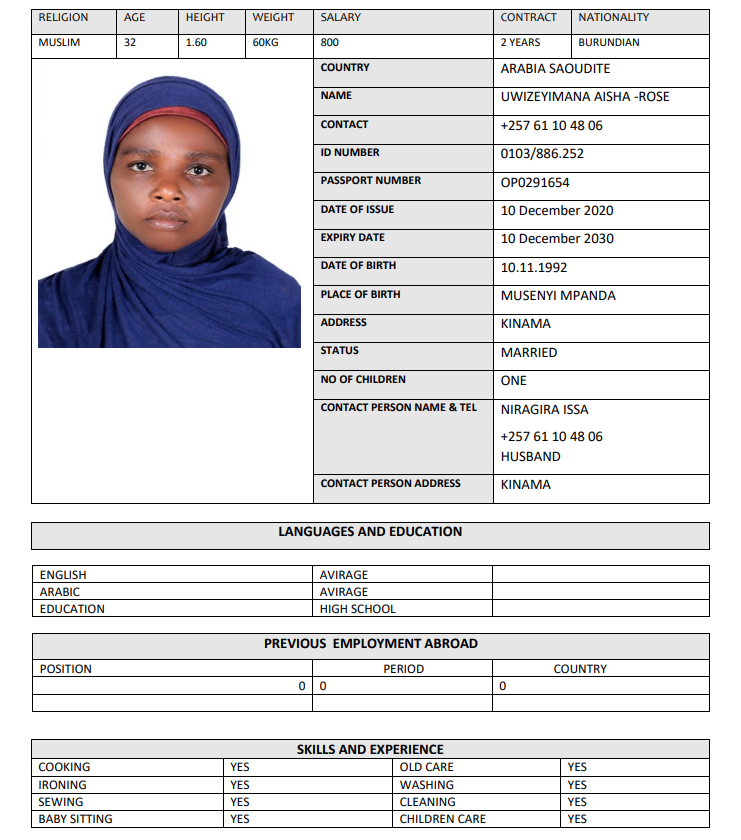 RELIGION AGE HEIGHT WEIGHT SALARY CONTRACT NATIONALITY
MUSLIM 32 1.60 60KG 800 2 YEARS BURUNDIAN
COUNTRY ARABIA SAOUDITE
NAME UWIZEYIMANA AISHA -ROSE
CONTACT +257 61 10 48 06
ID NUMBER 0103/886.252
PASSPORT NUMBER OP0291654
DATE OF ISSUE 10 December 2020
EXPIRY DATE 10 December 2030
DATE OF BIRTH 10.11.1992
PLACE OF BIRTH MUSENYI MPANDA
ADDRESS KINAMA
STATUS MARRIED
NO OF CHILDREN ONE
CONTACT PERSON NAME & TEL NIRAGIRA ISSA
+257 61 10 48 06
HUSBAND
CONTACT PERSON ADDRESS KINAMA
LANGUAGES AND EDUCATION
ENGLISH AVIRAGE
ARABIC AVIRAGE
EDUCATION HIGH SCHOOL
PREVIOUS EMPLOYMENT ABROAD
POSITION PERIOD COUNTRY
0 0 0
SKILLS AND EXPERIENCE
COOKING YES OLD CARE YES
IRONING YES WASHING YES
SEWING YES CLEANING YES
BABY SITTING YES CHILDREN CARE YES